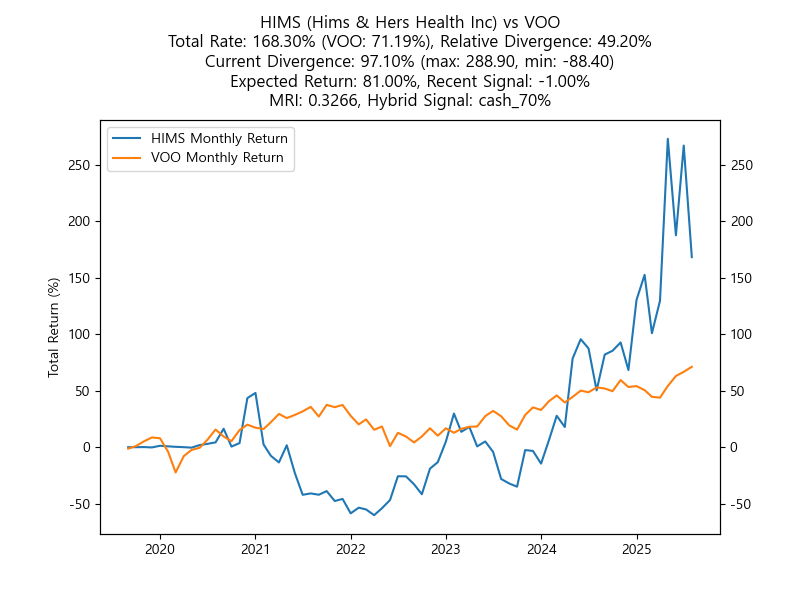 HIMS (Hims & Hers Health Inc) vs VOO
Total Rate: 168.30% (VOO: 71.19%), Relative Divergence: 49.20%
Current Divergence: 97.10% (max: 288.90, min: -88.40)
Expected Return: 81.00%, Recent Signal: -1.00%
MRI: 0.3266, Hybrid Signal: cash_70%
HIMS Monthly Return
VOO Monthly Return
Total Return (%)
250
200
150
100
50
0
-50
250
200
150
100
50
0
-50
2020
2021
2022
2023
2024
2025